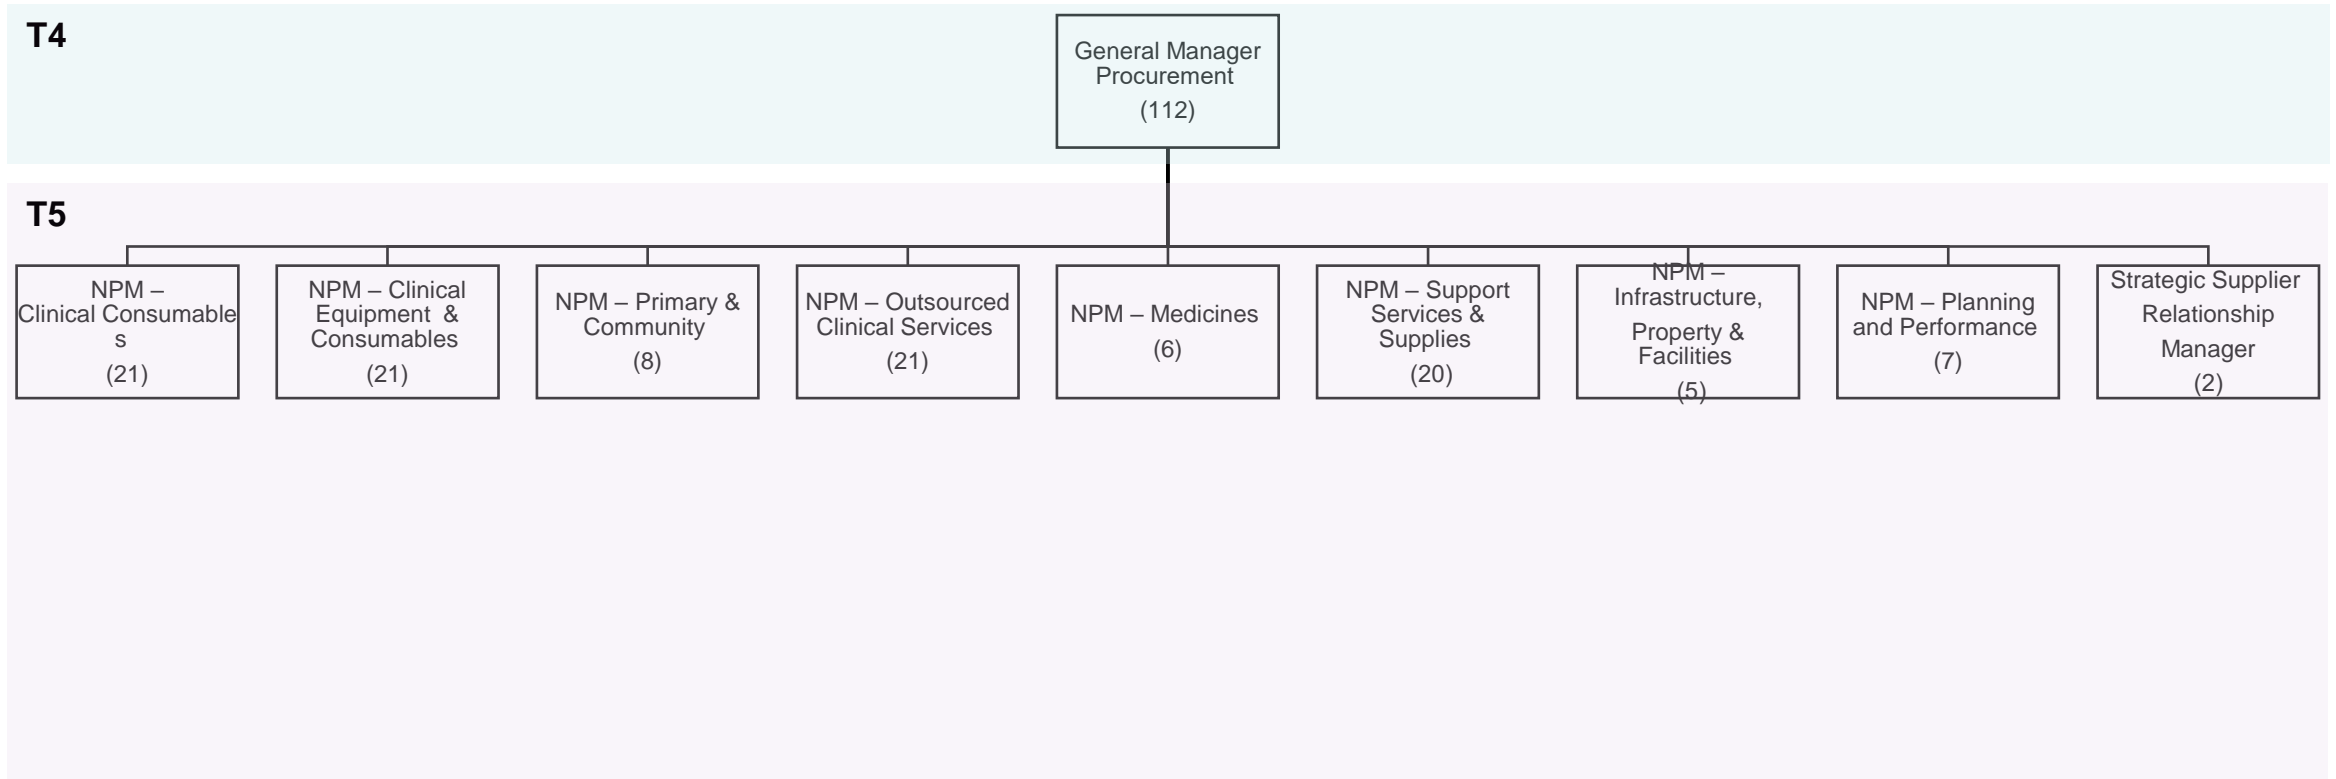 T4
General Manager
Procurement
(112)
T5
NPM –
Clinical Consumable
s
(21)
NPM – Clinical
Equipment  &
Consumables
(21)
NPM – Primary &
Community
(8)
NPM – Outsourced
Clinical Services
(21)
NPM – Medicines
(6)
NPM – Support
Services &
Supplies
(20)
NPM –
Infrastructure,
Property &
Facilities
(5)
NPM – Planning
and Performance
(7)
Strategic Supplier
Relationship
Manager
(2)